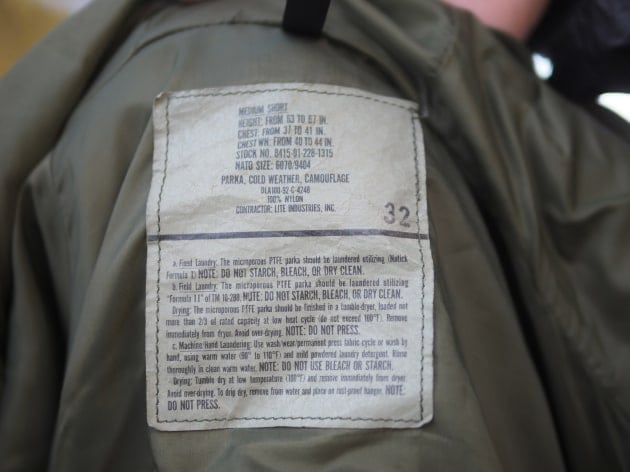 MEDIUM SHORT
HEIGHT: FROM 63 TO 67 IN.
CHEST: FROM 37 TO 41 IN.
CHEST WN: FROM 40 TO 44 IN.
STOCK NO. 8415-01-228-1315
NATO SIZE: 6070/9404
PARKA, COLD WEATHER, CAMOUFLAGE
DLA100-92-C-4248
100% NYLON
CONTRACTOR: LITE INDUSTRIES, INC.
32
a. Field Laundry: The microporous PTFE parka should be laundered utilizing (Natick
Formula 1) NOTE: DO NOT STARCH, BLEACH, OR DRY CLEAN.
b. Field Laundry: The microporous PTFE parka should be laundered utilizing
"Formula 11" of TM 10-280. NOTE: DO NOT STARCH, BLEACH, OR DRY CLEAN.
Drying: The microporous PTFE parka should be finished in a tumble-dryer, loaded not
more than 2/3 of rated capacity at low heat cycle (do not exceed 100°F). Remove
immediately from dryer. Avoid over-drying. NOTE: DO NOT PRESS.
c. Machine/Hand Laundering: Use wash/wear/permanent press fabric cycle or wash by
hand, using warm water (90° to 110°F) and mild powdered laundry detergent. Rinse
thoroughly in clean warm water. NOTE: DO NOT USE BLEACH OR STARCH.
Drying: Tumble dry at low temperature (100°F) and remove immediately from dryer.
Avoid over-drying. To drip dry, remove from water and place on rust-proof hanger. NOTE:
DO NOT PRESS.